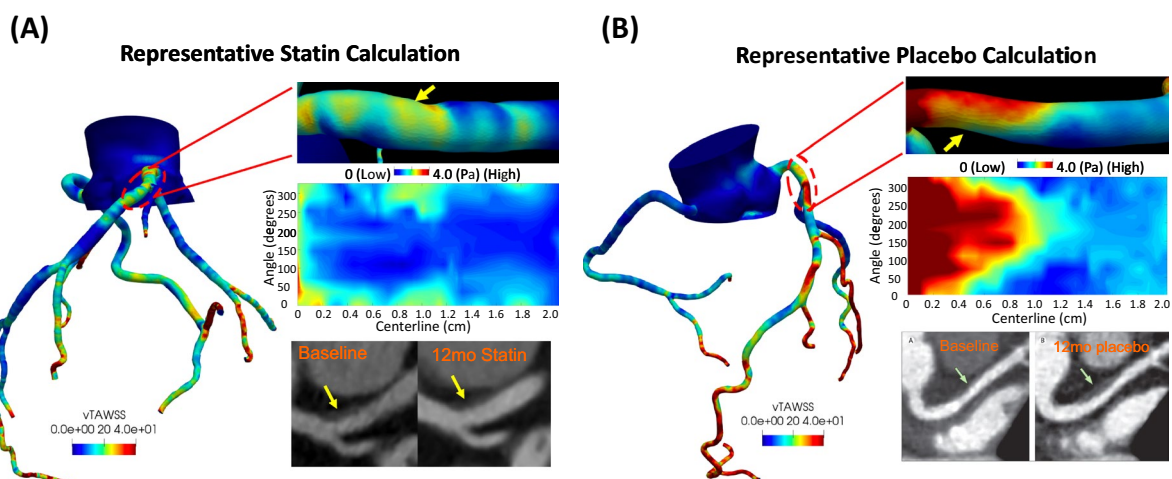 (A)
Representative Statin Calculation
0 (Low) 4.0 (Pa) (High)
Angle (degrees)
300
250
200
150
100
50
0
0 0.2 0.4 0.6 0.8 1.0 1.2 1.4 1.6 1.8 2.0
Centerline (cm)
Baseline
12mo Statin
vTAWSS
0.0e+00 20 4.0e+01
(B)
Representative Placebo Calculation
0 (Low) 4.0 (Pa) (High)
Angle (degrees)
300
250
200
150
100
50
0
0 0.2 0.4 0.6 0.8 1.0 1.2 1.4 1.6 1.8 2.0
Centerline (cm)
A
Baseline
B
12mo placebo
vTAWSS
0.0e+00 20 4.0e+01